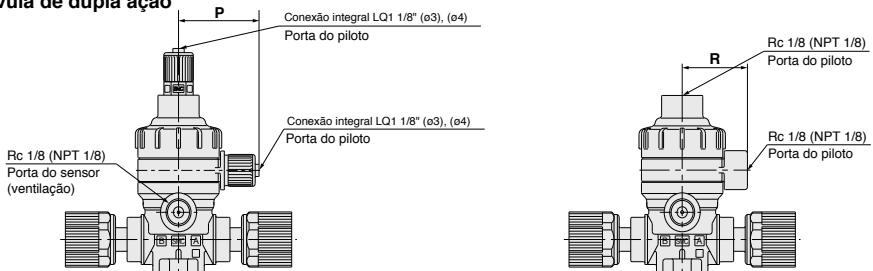 vula de dupla ação
P
Conexão integral LQ1 1/8" (ø3), (ø4)
Porta do piloto
Conexão integral LQ1 1/8" (ø3), (ø4)
Porta do piloto
Rc 1/8 (NPT 1/8)
Porta do sensor
(ventilação)
B SMC A
R
Rc 1/8 (NPT 1/8)
Porta do piloto
Rc 1/8 (NPT 1/8)
Porta do piloto
B SMC A